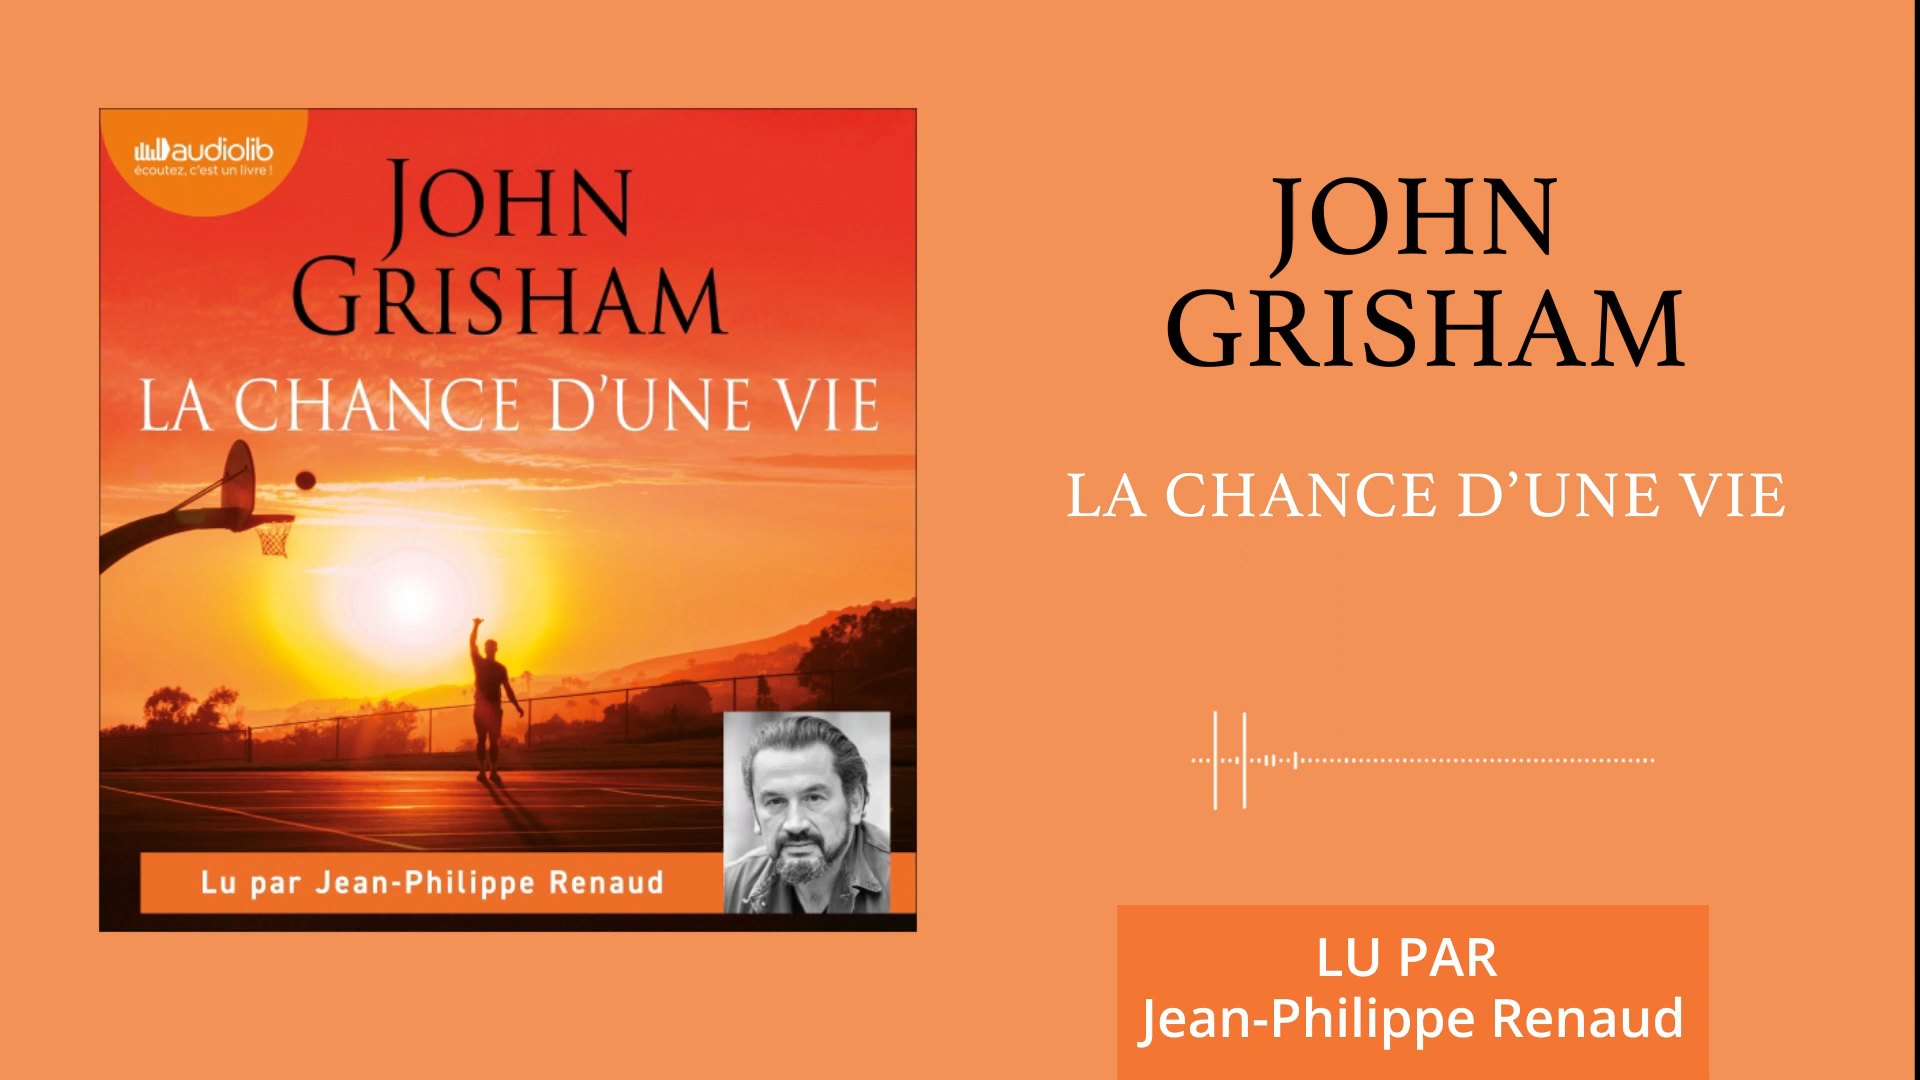 audiolib
écoutez, c'est un livre !
JOHN
GRISHAM
LA CHANCE D'UNE VIE
Lu par Jean-Philippe Renaud
JOHN
GRISHAM
LA CHANCE D'UNE VIE
LU PAR
Jean-Philippe Renaud